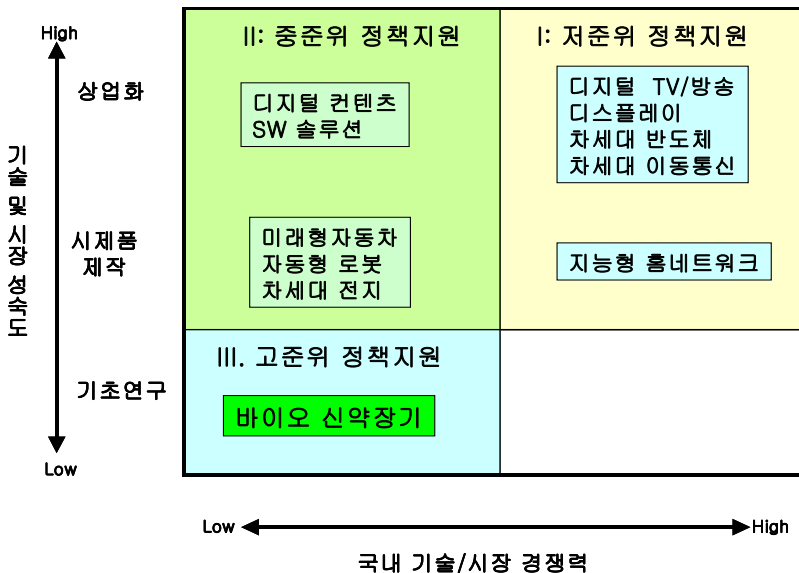 High
II: 중준위 정책지원
I: 저준위 정책지원
상업화
디지털 컨텐츠
SW 솔루션
디지털 TV/방송
디스플레이
차세대 반도체
차세대 이동통신
기술 및 시장 성숙도
시제품
제작
미래형자동차
자동형 로봇
차세대 전지
지능형 홈네트워크
III. 고준위 정책지원
기초연구
바이오 신약장기
Low
Low
High
국내 기술/시장 경쟁력